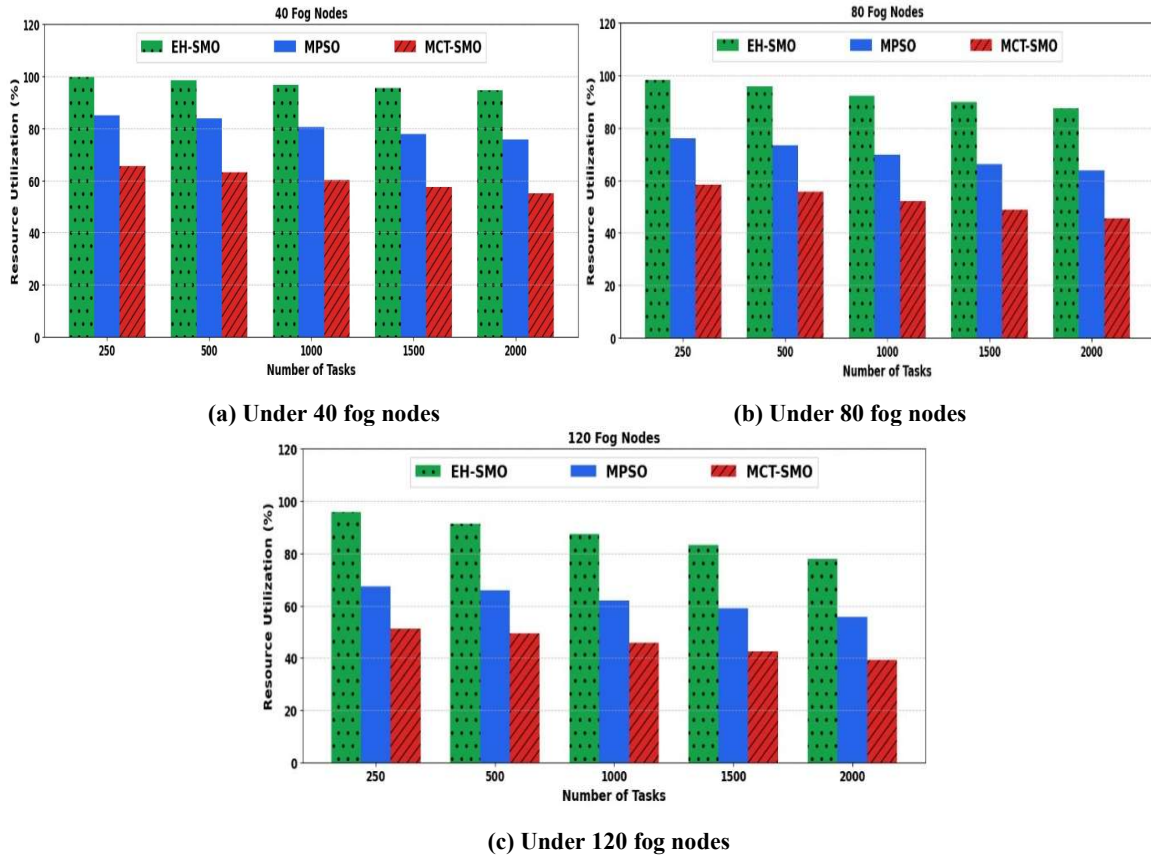 40 Fog Nodes
EH-SMO MPSO MCT-SMO
Resource Utilization (%)
120
100
80
60
40
20
0
250 500 1000 1500 2000
Number of Tasks
(a) Under 40 fog nodes
80 Fog Nodes
EH-SMO MPSO MCT-SMO
Resource Utilization (%)
120
100
80
60
40
20
0
250 500 1000 1500 2000
Number of Tasks
(b) Under 80 fog nodes
120 Fog Nodes
EH-SMO MPSO MCT-SMO
Resource Utilization (%)
120
100
80
60
40
20
0
250 500 1000 1500 2000
Number of Tasks
(c) Under 120 fog nodes